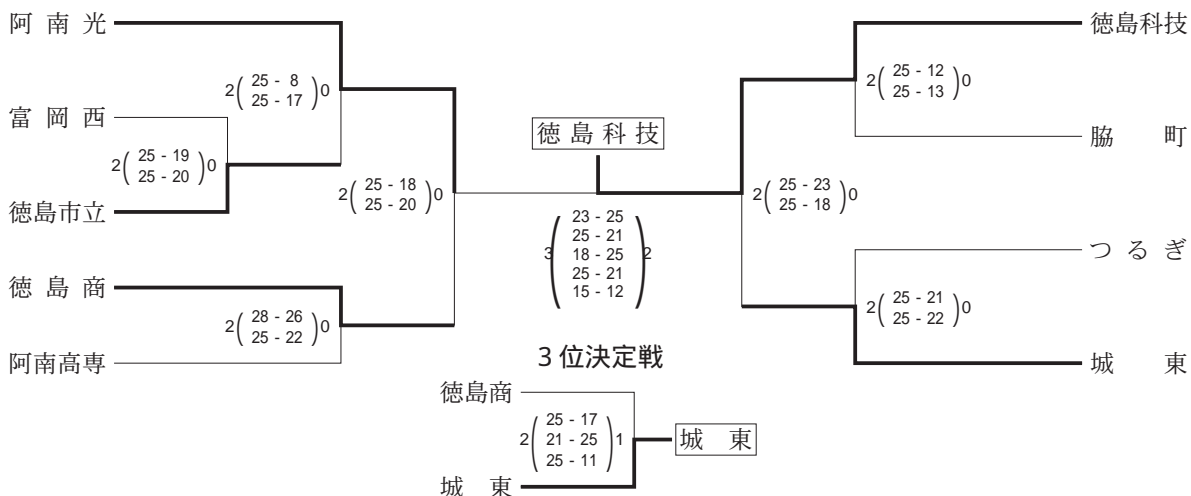 阿南光
2( 25 - 8 )0
25 - 17
富岡西
2( 25 - 19 )0
25 - 20
徳島市立
2( 25 - 18 )0
25 - 20
徳島商
2( 28 - 26 )0
25 - 22
阿南高専
徳島科技
3( 23 - 25 )2
25 - 21
18 - 25
25 - 21
15 - 12
徳島科技
2( 25 - 12 )0
25 - 13
脇町
2( 25 - 23 )0
25 - 18
つるぎ
2( 25 - 21 )0
25 - 22
城東
3位決定戦
徳島商
2( 25 - 17 )1
21 - 25
25 - 11
城東
城東